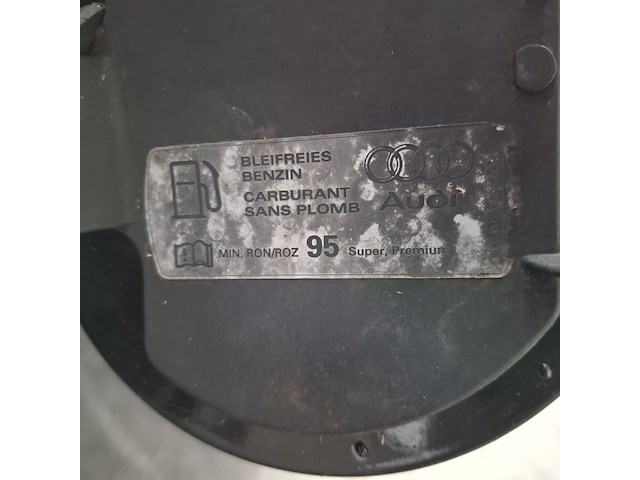 BLEIFREIES
BENZIN
CARBURANT
SANS PLOMB
Audi
MIN. RON/ROZ 95 Super, Premium